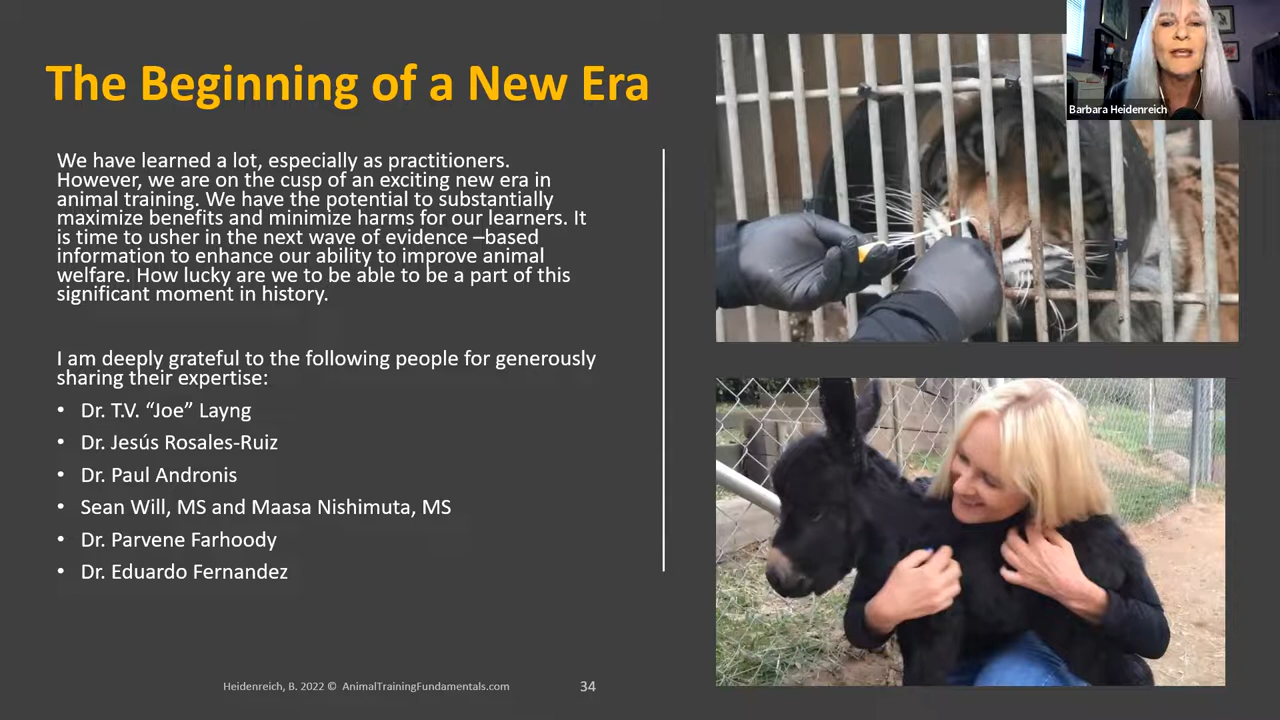 The Beginning of a New Era
We have learned a lot, especially as practitioners.
However, we are on the cusp of an exciting new era in
animal training. We have the potential to substantially
maximize benefits and minimize harms for our learners. It
is time to usher in the next wave of evidence –based
information to enhance our ability to improve animal
welfare. How lucky are we to be able to be a part of this
significant moment in history.
I am deeply grateful to the following people for generously
sharing their expertise:
• Dr. T.V. “Joe” Layng
• Dr. Jesús Rosales-Ruiz
• Dr. Paul Andronis
• Sean Will, MS and Maasa Nishimuta, MS
• Dr. Parvene Farhoody
• Dr. Eduardo Fernandez
Heidenreich, B. 2022 © AnimalTrainingFundamentals.com
34
Barbara Heidenreich